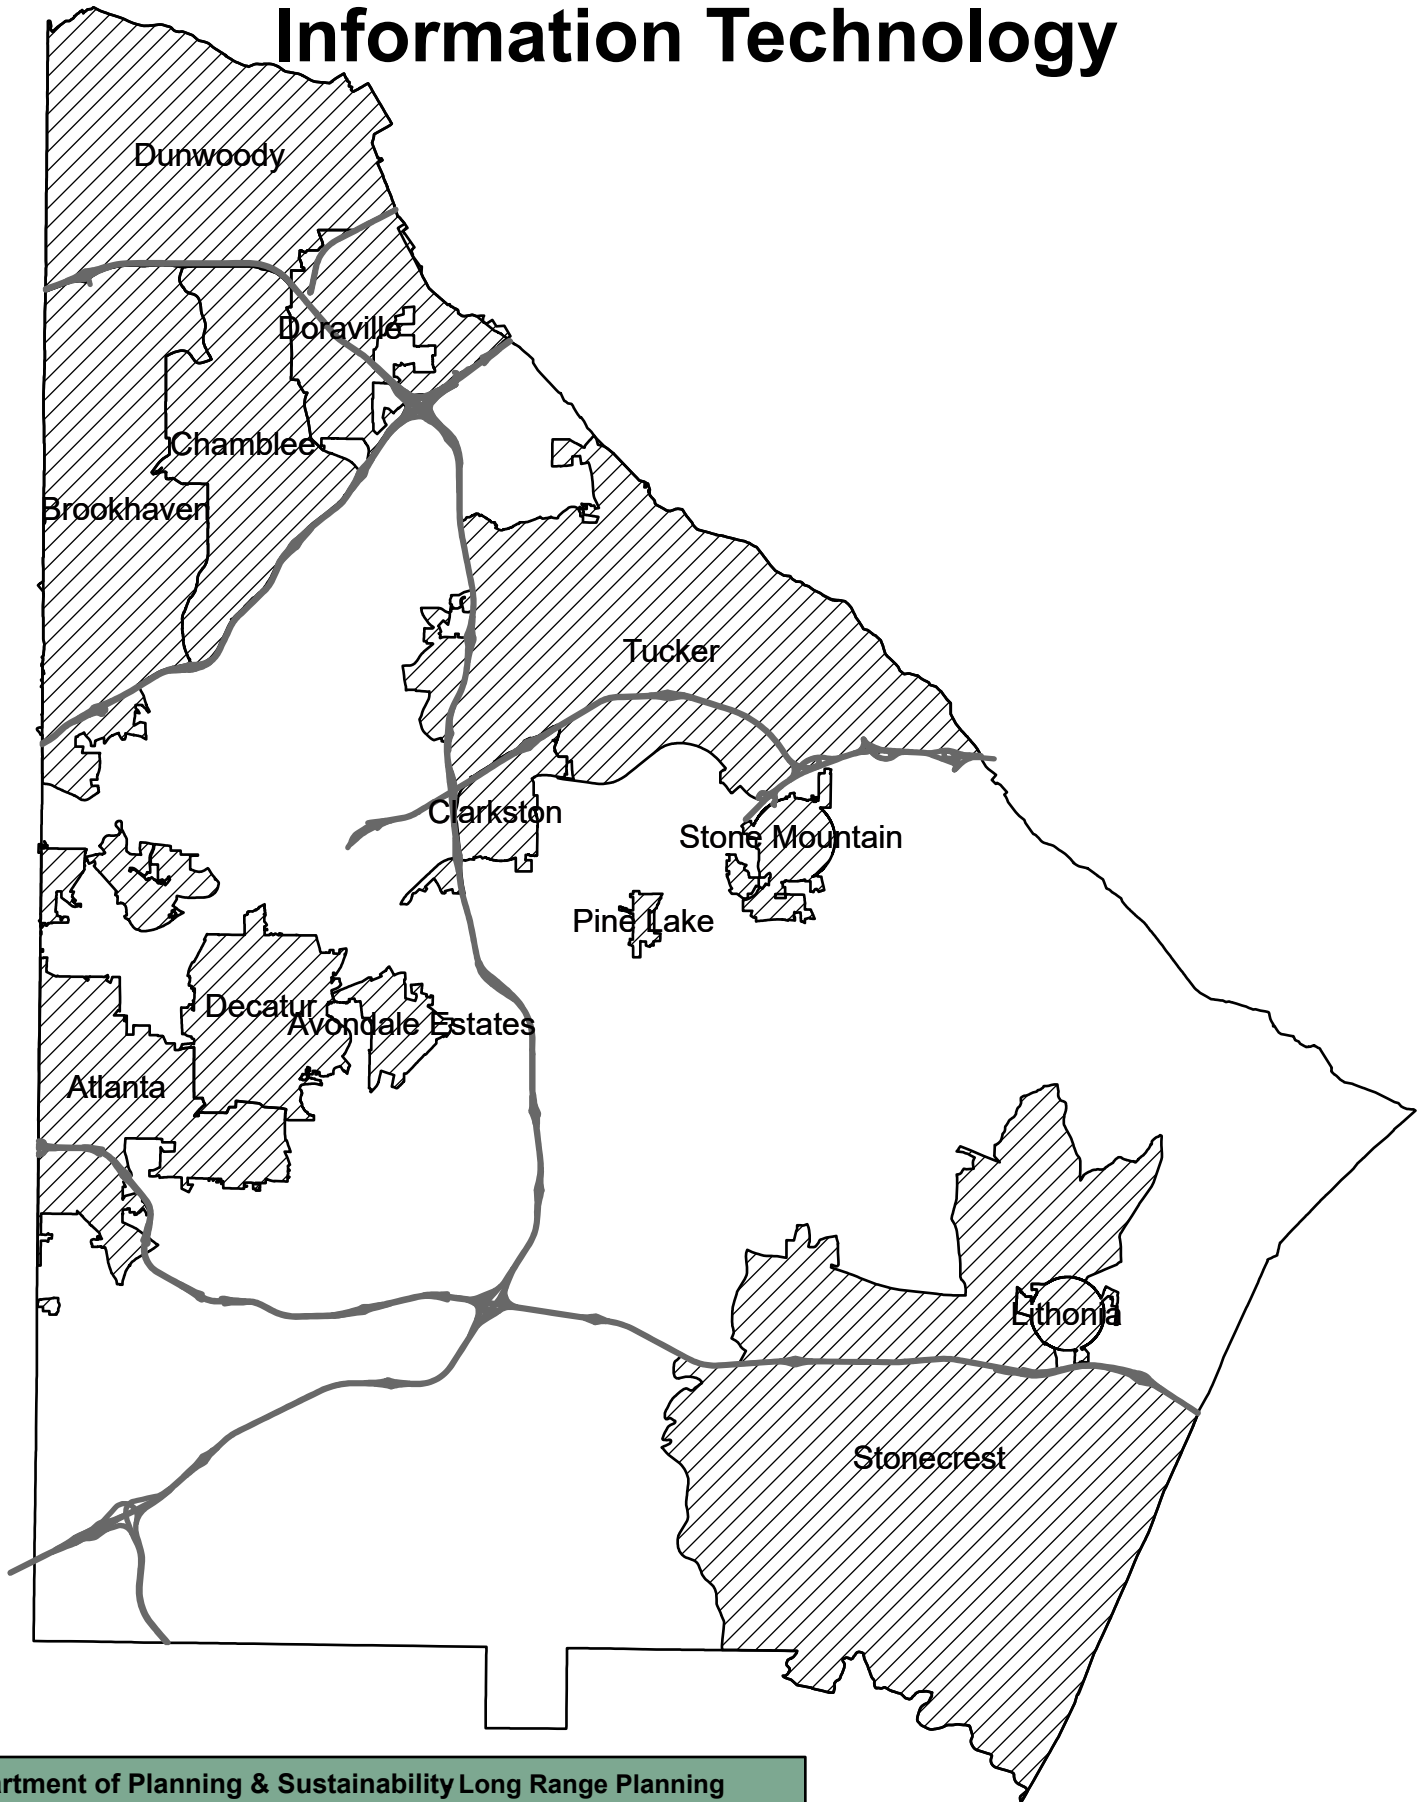 Information Technology
Dunwoody
Doraville
Chamblee
Brookhaven
Tucker
Clarkston
Stone Mountain
Pine Lake
Decatur
Avondale Estates
Atlanta
Lithonia
Stonecrest
artment of Planning & Sustainability Long Range Planning